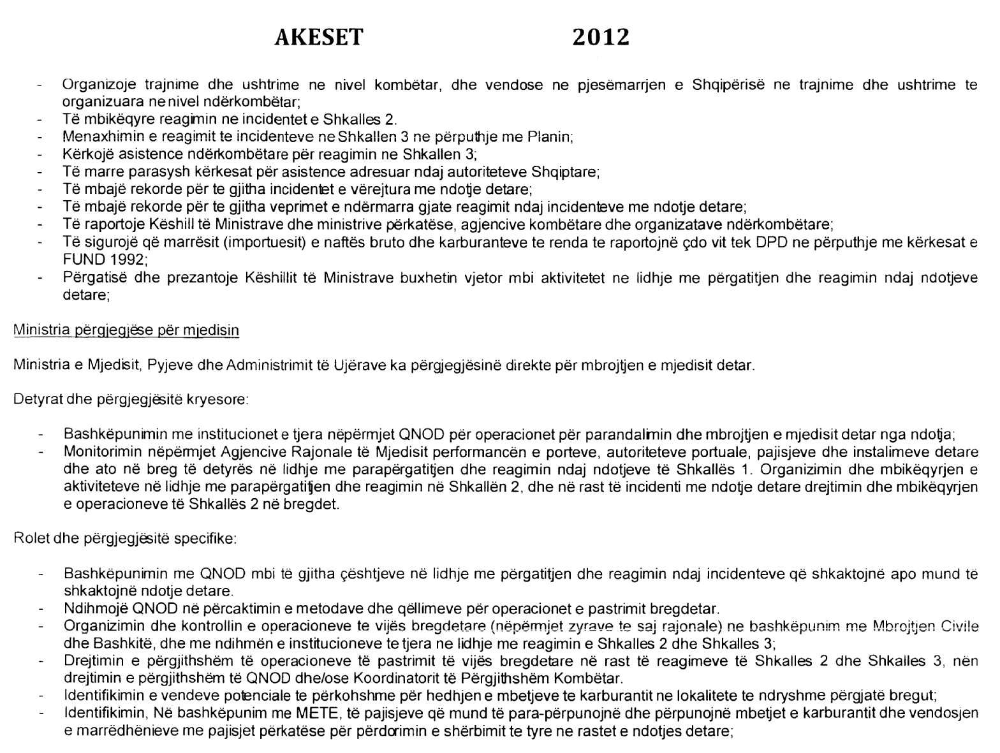 AKESET 2012
- Organizoje trajnime dhe ushtrime ne nivel kombëtar, dhe vendose ne pjesëmarrjen e Shqipërisë ne trajnime dhe ushtrime te
organizuara ne nivel ndërkombëtar;
- Të mbikëqyre reagimin ne incidentet e Shkalles 2.
- Menaxhimin e reagimit te incidenteve ne Shkallen 3 ne përputhje me Planin;
- Kërkojë asistence ndërkombëtare për reagimin ne Shkallen 3;
- Të marre parasysh kërkesat për asistence adresuar ndaj autoriteteve Shqiptare;
- Të mbajë rekorde për te gjitha incidentet e vërejtura me ndotje detare;
- Të mbajë rekorde për te gjitha veprimet e ndërmarra gjate reagimit ndaj incidenteve me ndotje detare;
- Të raportoje Këshill të Ministrave dhe ministrive përkatëse, agjencive kombëtare dhe organizatave ndërkombëtare;
- Të sigurojë që marrësit (importuesit) e naftës bruto dhe karburanteve te renda te raportojnë çdo vit tek DPD ne përputhje me kërkesat e
FUND 1992;
- Përgatisë dhe prezantoje Këshillit të Ministrave buxhetin vjetor mbi aktivitetet ne lidhje me përgatitjen dhe reagimin ndaj ndotjeve
detare;
Ministria përgjegjëse për mjedisin
Ministria e Mjedisit, Pyjeve dhe Administrimit të Ujërave ka përgjegjësinë direkte për mbrojtjen e mjedisit detar.
Detyrat dhe përgjegjësitë kryesore:
- Bashkëpunimin me institucionet e tjera nëpërmjet QNOD për operacionet për parandalimin dhe mbrojtjen e mjedisit detar nga ndotja;
- Monitorimin nëpërmjet Agjencive Rajonale të Mjedisit performancën e porteve, autoriteteve portuale, pajisjeve dhe instalimeve detare
dhe ato në breg të detyrës në lidhje me parapërgatitjen dhe reagimin ndaj ndotjeve të Shkallës 1. Organizimin dhe mbikëqyrjen e
aktiviteteve në lidhje me parapërgatitjen dhe reagimin në Shkallën 2, dhe në rast të incidenti me ndotje detare drejtimin dhe mbikëqyrjen
e operacioneve të Shkallës 2 në bregdet.
Rolet dhe përgjegjësitë specifike:
- Bashkëpunimin me QNOD mbi të gjitha çështjeve në lidhje me përgatitjen dhe reagimin ndaj incidenteve që shkaktojnë apo mund të
shkaktojnë ndotje detare.
- Ndihmojë QNOD në përcaktimin e metodave dhe qëllimeve për operacionet e pastrimit bregdetar.
- Organizimin dhe kontrollin e operacioneve te vijës bregdetare (nëpërmjet zyrave te saj rajonale) ne bashkëpunim me Mbrojtjen Civile
dhe Bashkitë, dhe me ndihmën e institucioneve te tjera ne lidhje me reagimin e Shkalles 2 dhe Shkalles 3;
- Drejtimin e përgjithshëm të operacioneve të pastrimit të vijës bregdetare në rast të reagimeve të Shkalles 2 dhe Shkalles 3, nën
drejtimin e përgjithshëm të QNOD dhe/ose Koordinatorit të Përgjithshëm Kombëtar.
- Identifikimin e vendeve potenciale te përkohshme për hedhjen e mbetjeve te karburantit ne lokalitete te ndryshme përgjatë bregut;
- Identifikimin, Në bashkëpunim me METE, të pajisjeve që mund të para-përpunojnë dhe përpunojnë mbetjet e karburantit dhe vendosjen
e marrëdhënieve me pajisjet përkatëse për përdorimin e shërbimit te tyre ne rastet e ndotjes detare;